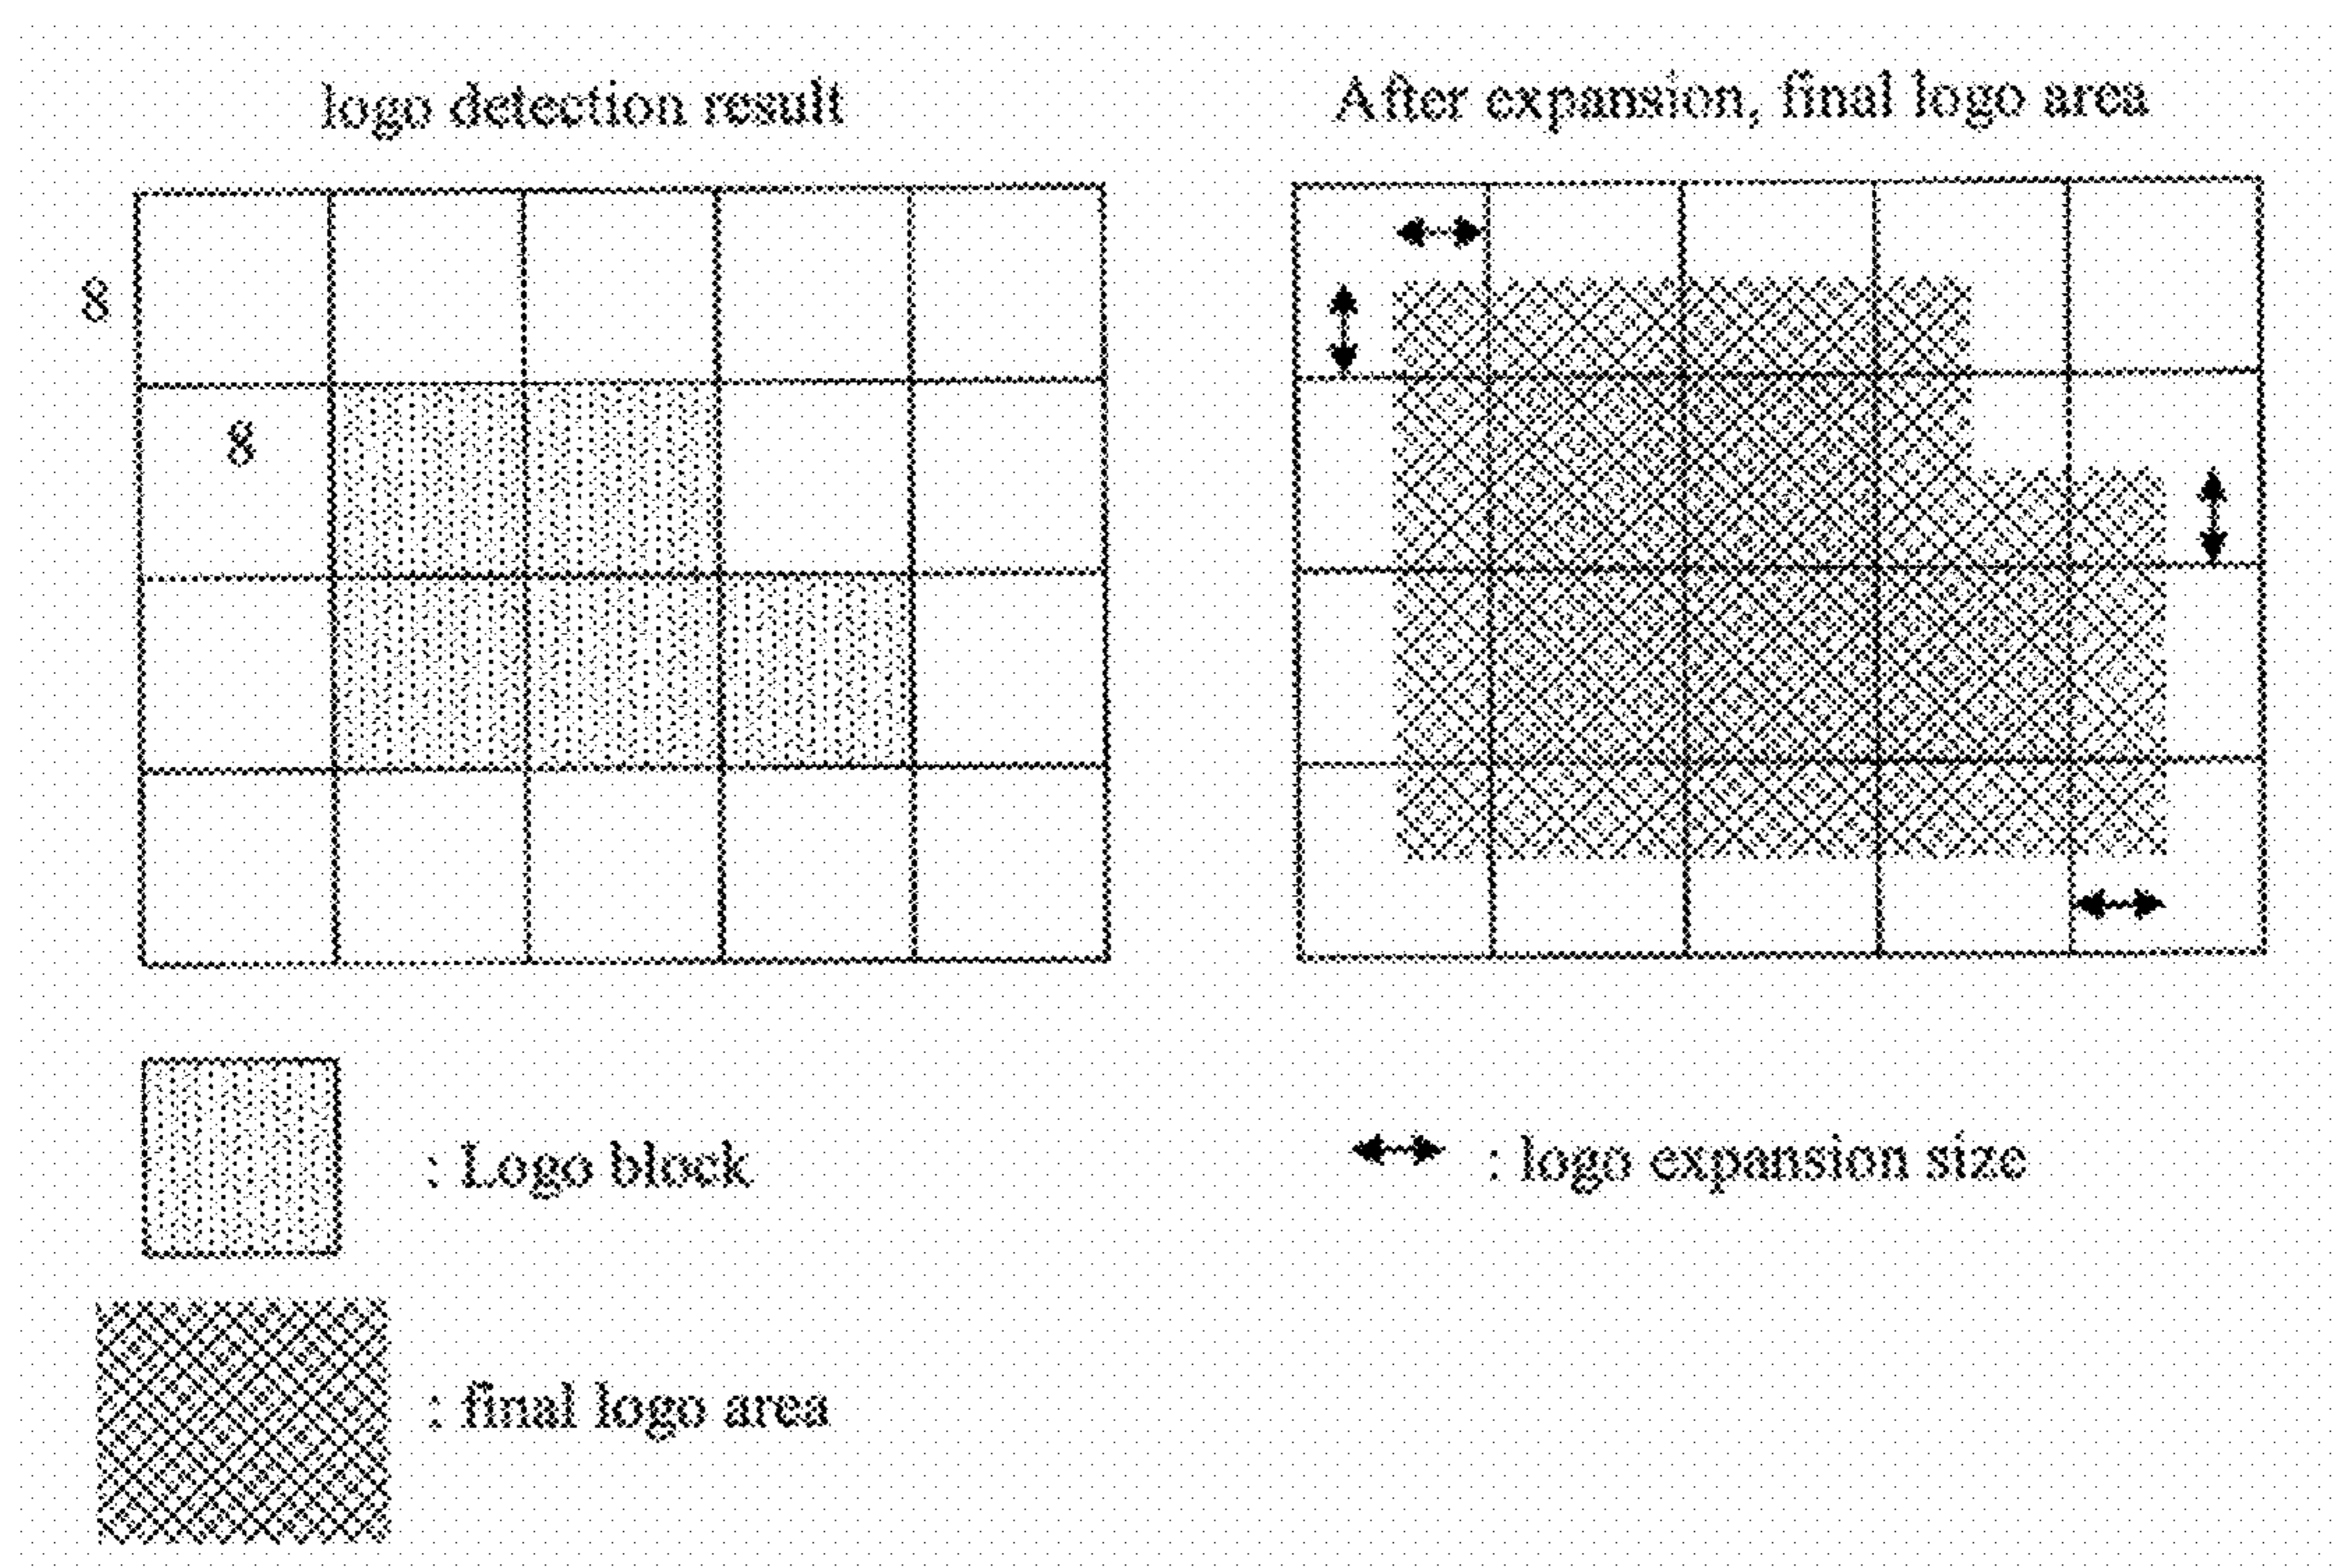 logo detection result
After expansion, final logo area
8
8
: Logo block
: logo expansion size
: final logo area